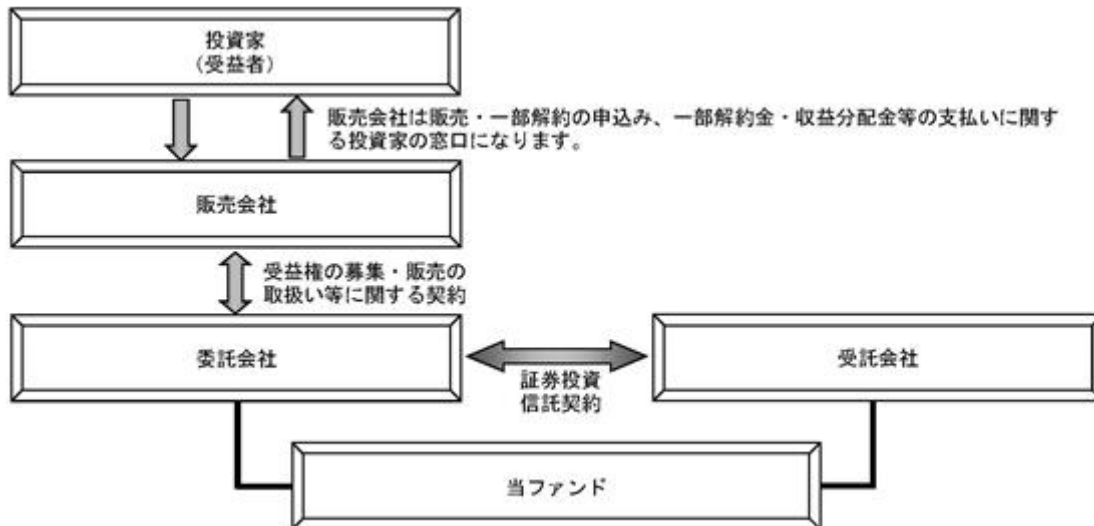 投資家
（受益者）
販売会社は販売・一部解約の申込み、一部解約金・収益分配金等の支払いに関す
る投資家の窓口になります。
販売会社
受益権の募集・販売の
取扱い等に関する契約
委託会社
証券投資
信託契約
受託会社
当ファンド